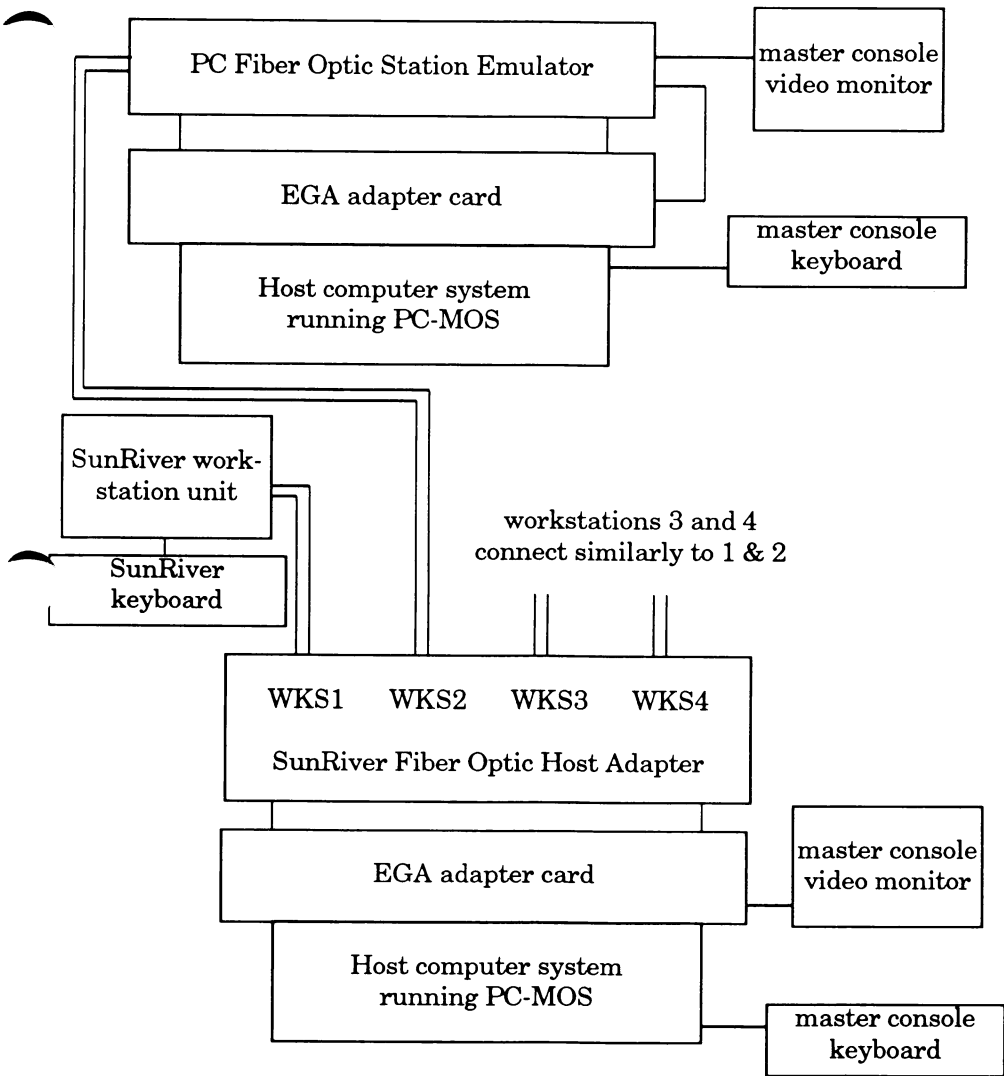 PC Fiber Optic Station Emulator
master console
video monitor
EGA adapter card
master console
keyboard
Host computer system
running PC-MOS
SunRiver work-
station unit
workstations 3 and 4
connect similarly to 1 & 2
SunRiver
keyboard
WKS1 WKS2 WKS3 WKS4
SunRiver Fiber Optic Host Adapter
EGA adapter card
master console
video monitor
Host computer system
running PC-MOS
master console
keyboard